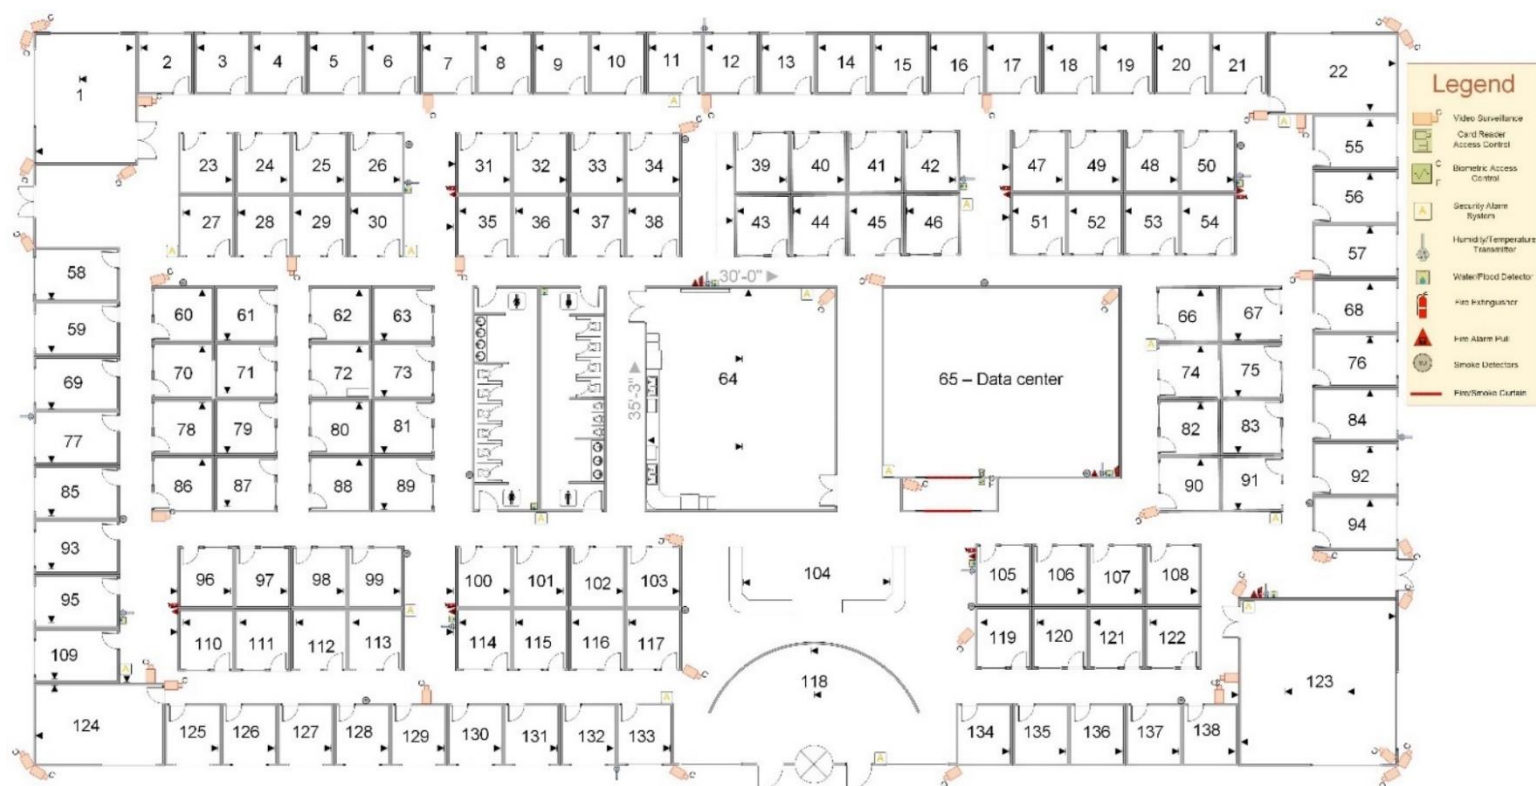 2 3 4 5 6 7 8 9 10 11 12 13 14 15 16 17 18 19 20 21
1
22
Legend
Video Surveillance
Card Reader
Access Control
Biometric Access
Control
Security Alarm
System
Humidity/Temperature
Transmitter
Water/Flood Detector
Fire Extinguisher
Fire Alarm Pull
Smoke Detectors
Fire/Smoke Curtain
23 24 25 26 31 32 33 34 39 40 41 42 47 49 48 50 55
56
27 28 29 30 35 36 37 38 43 44 45 46 51 52 53 54
57
58
30'-0"
60 61 62 63 66 67 68
59
70 71 72 73 64 65 – Data center 74 75 76
35'-3"
69
84
78 79 80 81 82 83
77
92
85 86 87 88 89 90 91
94
93
96 97 98 99 100 101 102 103 104 105 106 107 108
95
110 111 112 113 114 115 116 117 119 120 121 122
109
118
123
124
125 126 127 128 129 130 131 132 133 134 135 136 137 138